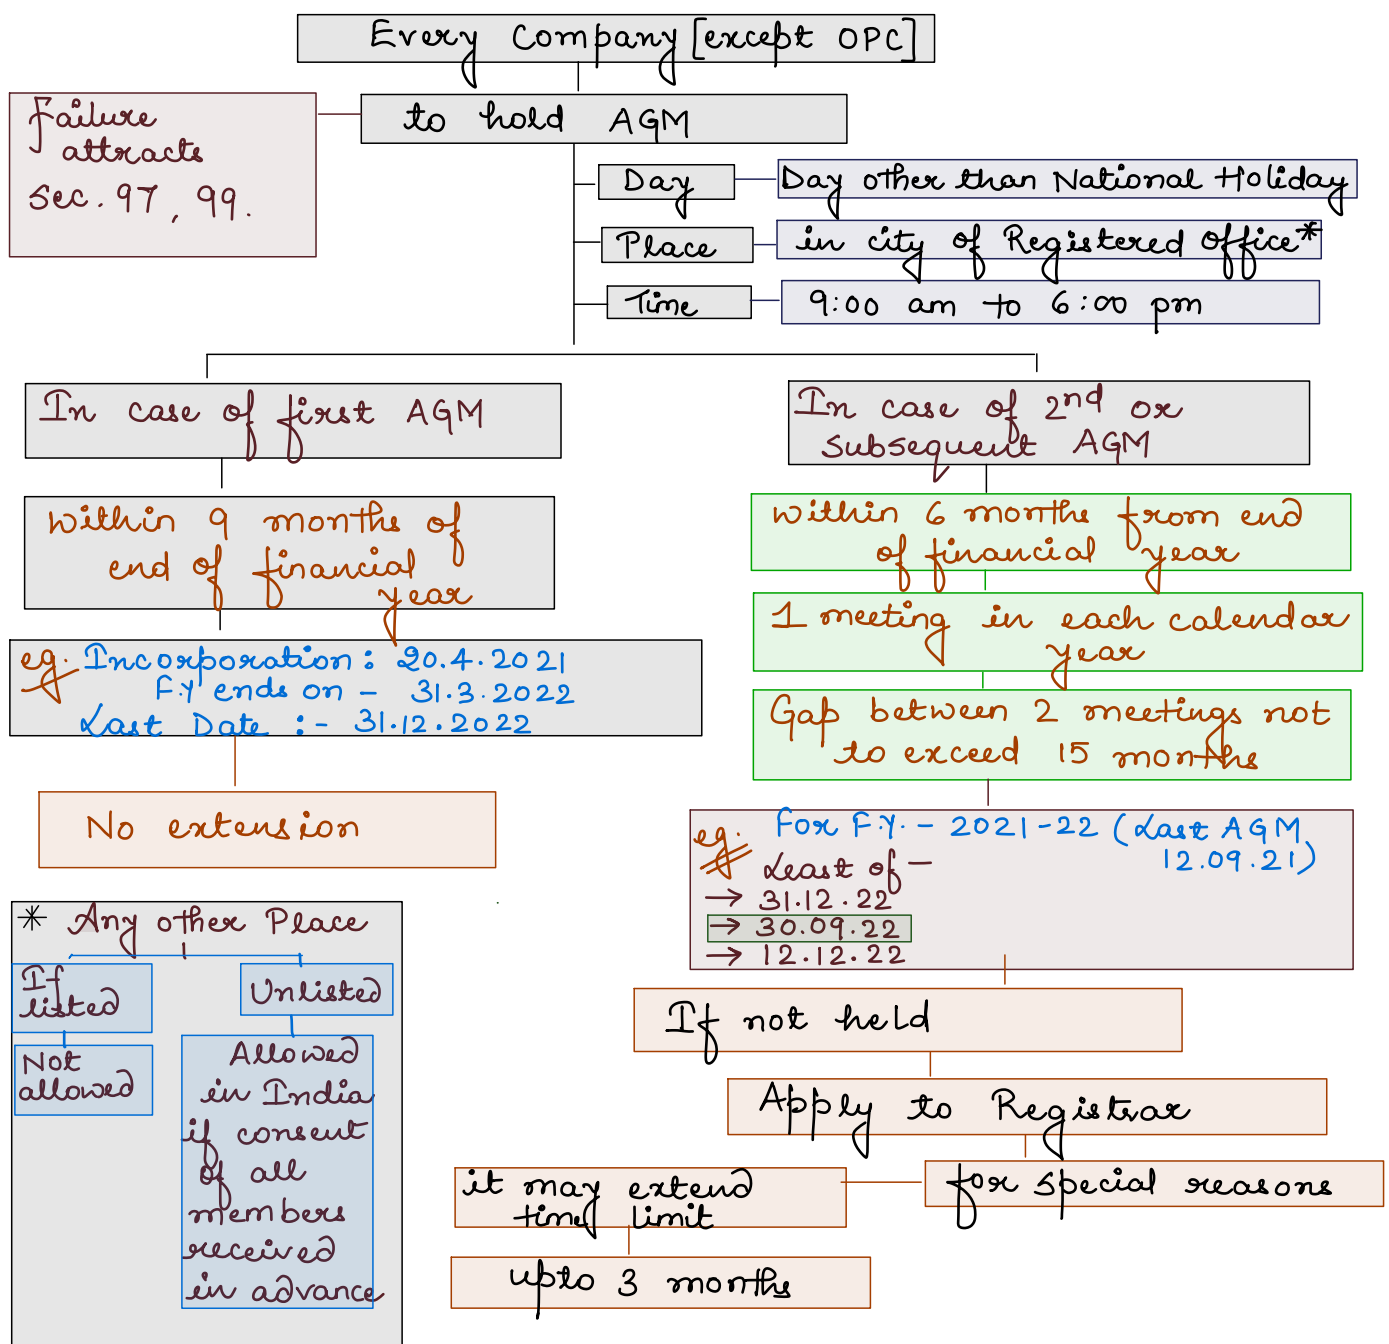 Every Company [except OPC]
to hold AGM
Failure
attracts
Sec. 97, 99.
Day
Day other than National Holiday
Place
in city of Registered Office*
Time
9:00 am to 6:00 pm
In case of first AGM
within 9 months of
end of financial
year
eg. Incorporation : 20.4.2021
F.Y ends on - 31.3.2022
Last Date :- 31.12.2022
No extension
In case of 2nd or
subsequent AGM
within 6 months from end
of financial year
1 meeting in each calendar
year
Gap between 2 meetings not
to exceed 15 months
eg. For F.Y. - 2021-22 (Last AGM
12.09.21)
Least of -
→ 31.12.22
→ 30.09.22
→ 12.12.22
If not held
Apply to Registrar
for special reasons
it may extend
time limit
upto 3 months
* Any other Place
If
listed
Not
allowed
Unlisted
Allowed
in India
if consent
of all
members
received
in advance